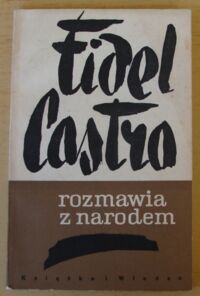 Fidel
Castro
rozmawia
z narodem
Książka i Wiedza